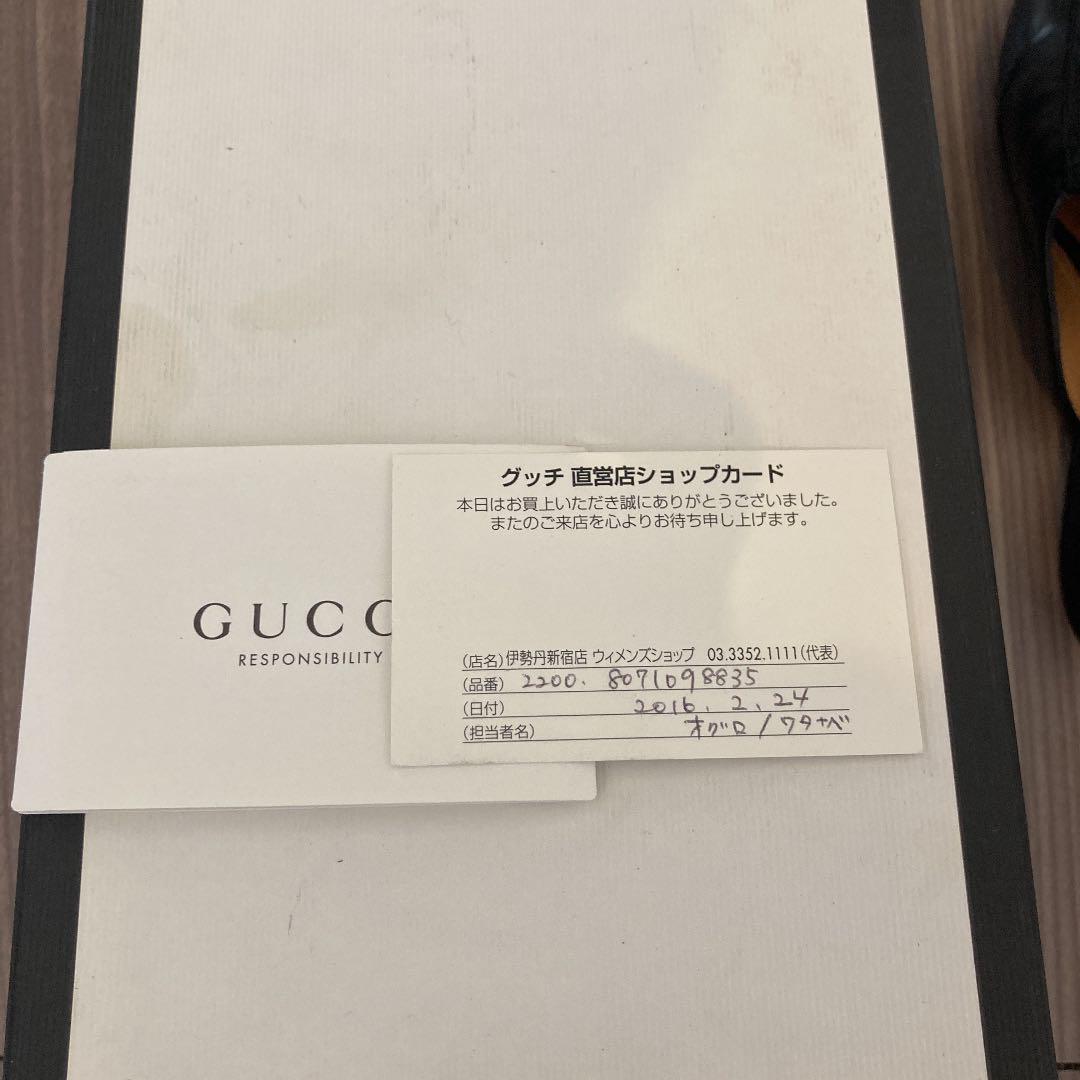 GUCC
RESPONSIBILITY
グッチ 直営店ショップカード
本日はお買上いただき誠にありがとうございました。
またのご来店を心よりお待ち申し上げます。
(店名) 伊勢丹新宿店 ウィメンズショップ 03.3352.1111(代表)
(品番) 2200. 8071098835
(日付) 2016. 2. 24
(担当者名) オグロ / ワタナベ